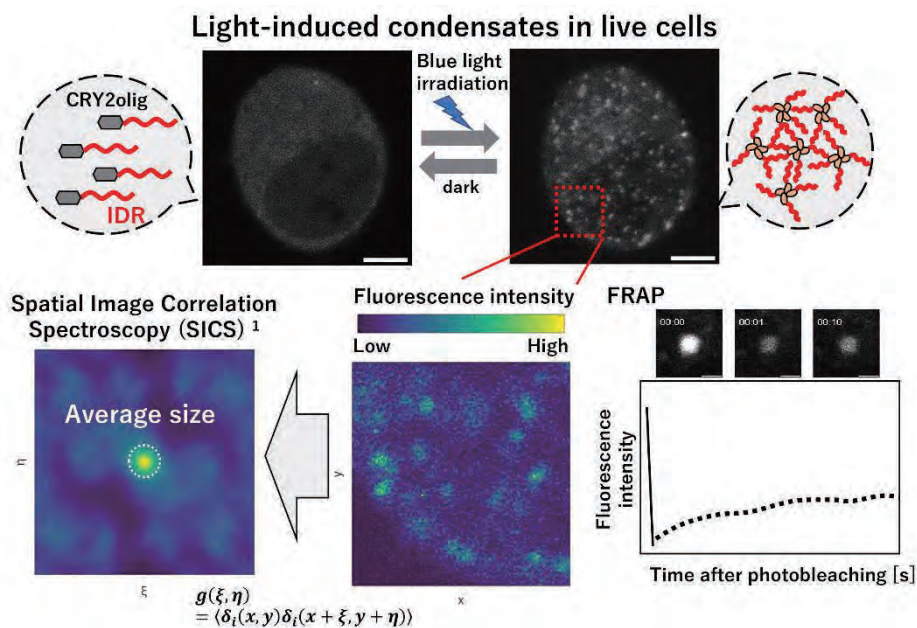 Light-induced condensates in live cells
CRY2olig
IDR
Blue light
irradiation
dark
Spatial Image Correlation
Spectroscopy (SICS) 1
Average size
η
ξ
g(ξ, η)
= ⟨δi(x, y)δi(x + ξ, y + η)⟩
Fluorescence intensity
Low High
y
x
FRAP
00:00 00:01 00:10
Fluorescence
intensity
Time after photobleaching [s]